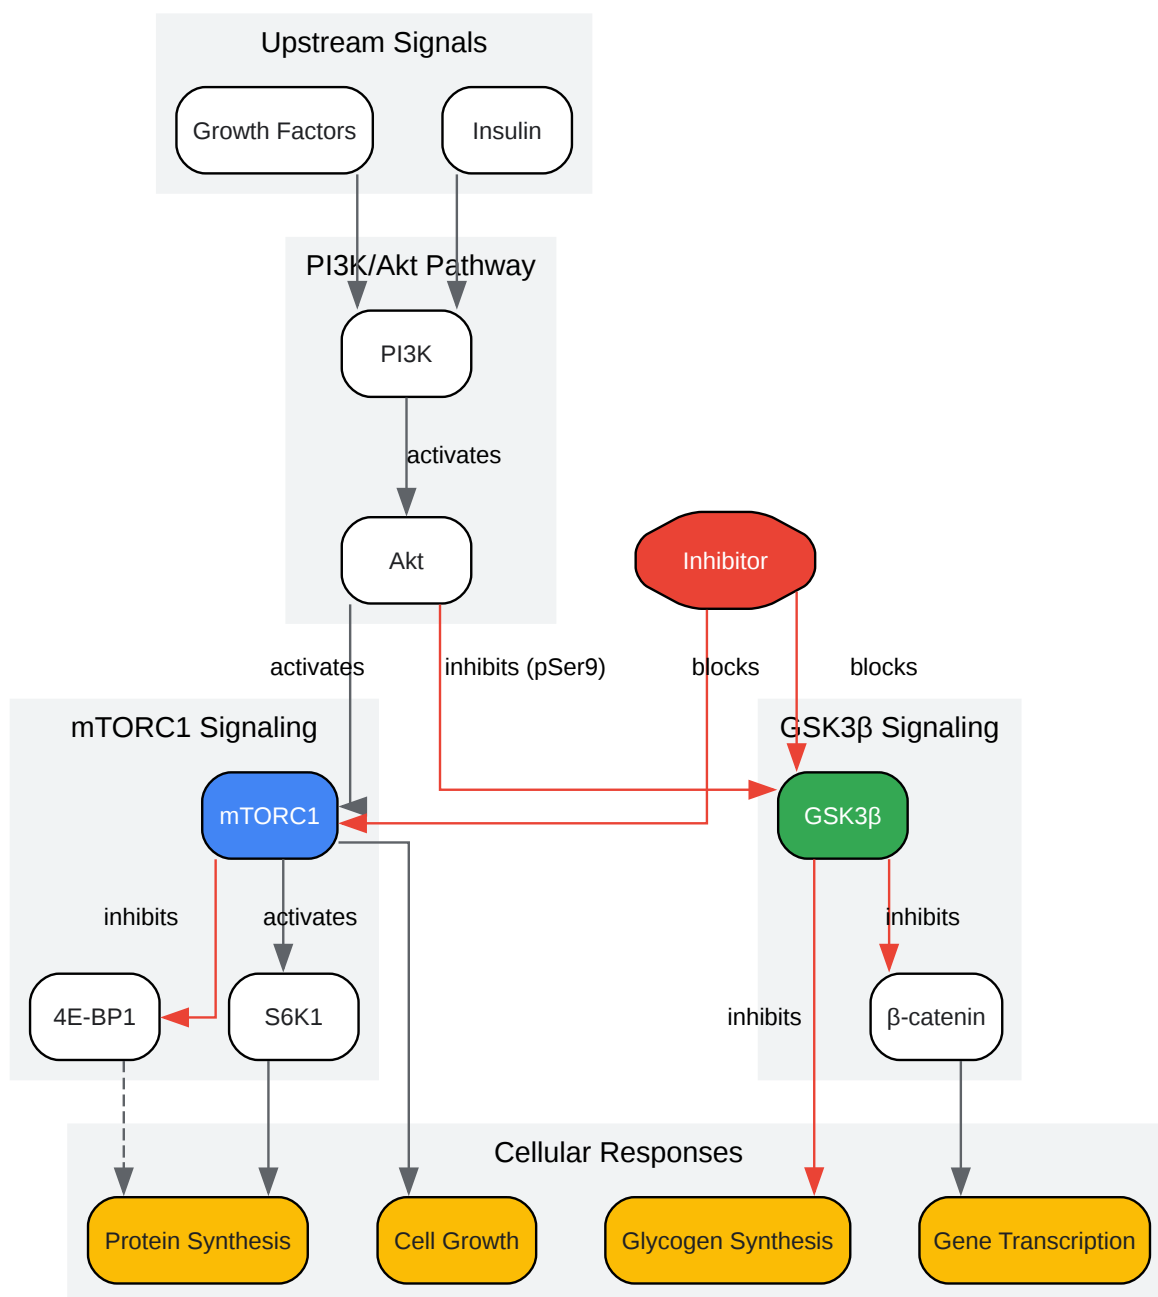 Upstream Signals
Growth Factors
Insulin
PI3K/Akt Pathway
PI3K
activates
Akt
Inhibitor
activates
inhibits (pSer9)
blocks
blocks
mTORC1 Signaling
GSK3β Signaling
mTORC1
GSK3β
inhibits
activates
inhibits
4E-BP1
S6K1
inhibits
β-catenin
Cellular Responses
Protein Synthesis
Cell Growth
Glycogen Synthesis
Gene Transcription